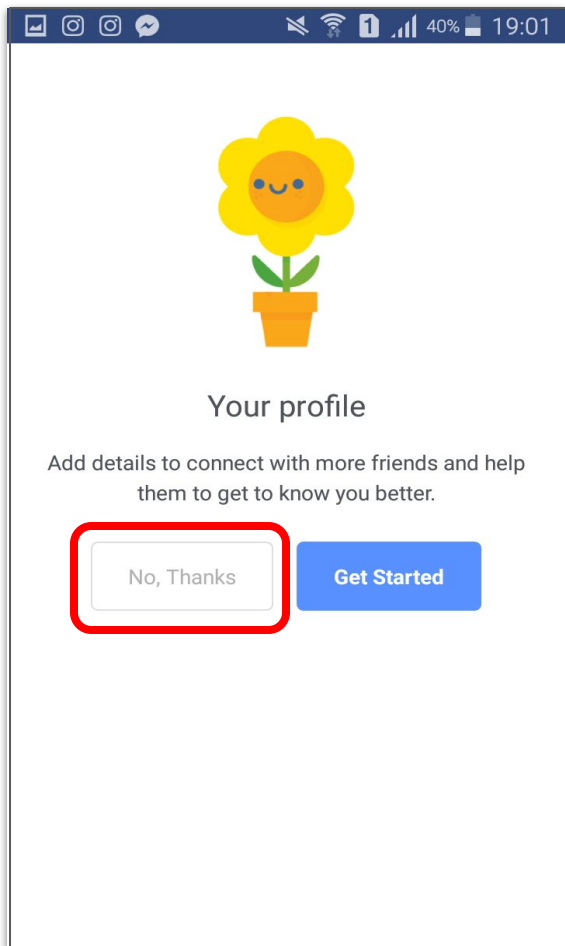 1 40% 19:01
Your profile
Add details to connect with more friends and help
them to get to know you better.
No, Thanks Get Started